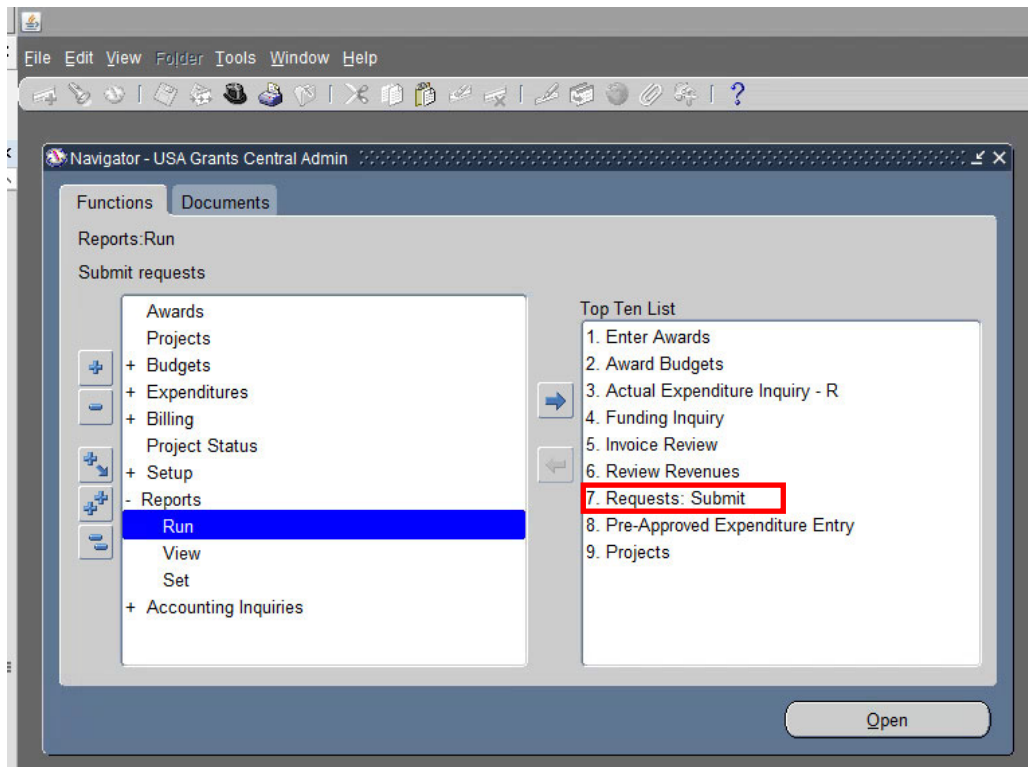 File Edit View Folder Tools Window Help
?
Navigator - USA Grants Central Admin
Functions Documents
Reports:Run
Submit requests
Awards
Projects
+ Budgets
+ Expenditures
+ Billing
Project Status
+ Setup
- Reports
Run
View
Set
+ Accounting Inquiries
Top Ten List
1. Enter Awards
2. Award Budgets
3. Actual Expenditure Inquiry - R
4. Funding Inquiry
5. Invoice Review
6. Review Revenues
7. Requests: Submit
8. Pre-Approved Expenditure Entry
9. Projects
Open